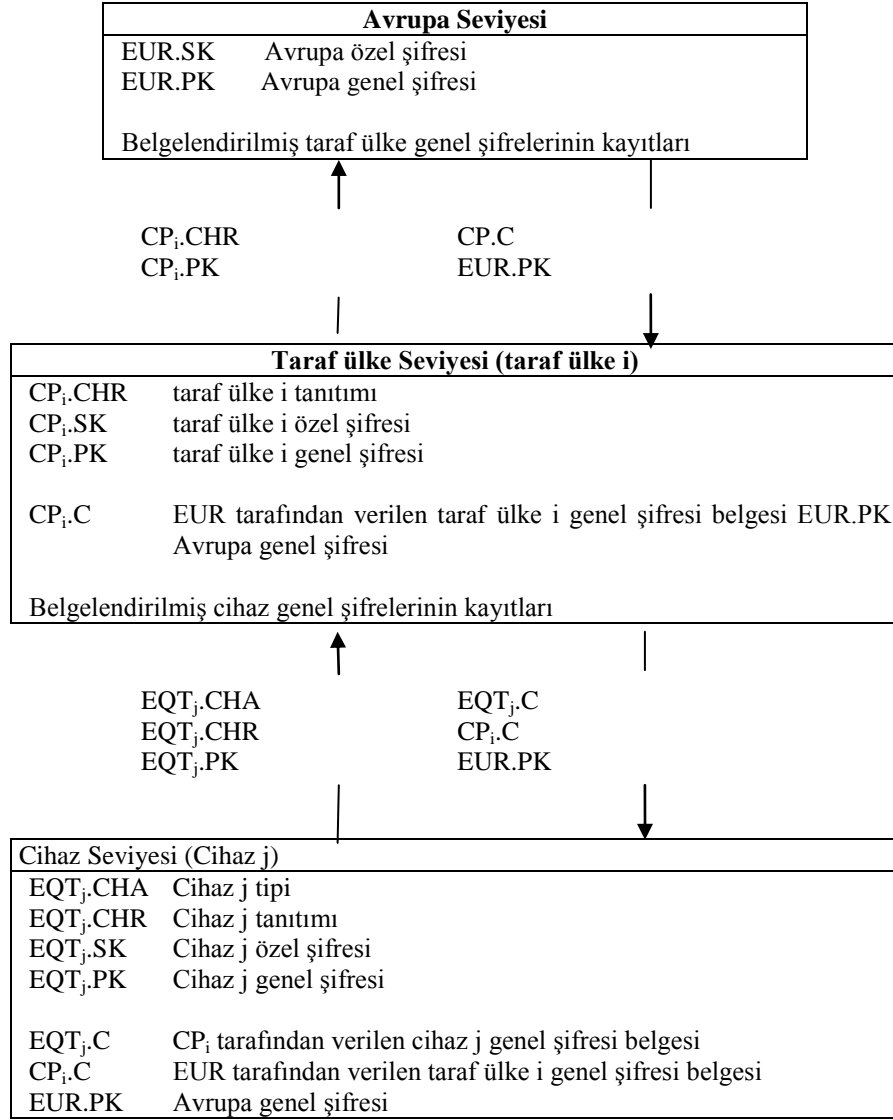 Avrupa Seviyesi
EUR.SK Avrupa özel şifresi
EUR.PK Avrupa genel şifresi
Belgelendirilmiş taraf ülke genel şifrelerinin kayıtları
CPi.CHR CP.C
CPi.PK EUR.PK
Taraf ülke Seviyesi (taraf ülke i)
CPi.CHR taraf ülke i tanıtımı
CPi.SK taraf ülke i özel şifresi
CPi.PK taraf ülke i genel şifresi
CPi.C EUR tarafından verilen taraf ülke i genel şifresi belgesi EUR.PK
Avrupa genel şifresi
Belgelendirilmiş cihaz genel şifrelerinin kayıtları
EQTj.CHA EQTj.C
EQTj.CHR CPi.C
EQTj.PK EUR.PK
Cihaz Seviyesi (Cihaz j)
EQTj.CHA Cihaz j tipi
EQTj.CHR Cihaz j tanıtımı
EQTj.SK Cihaz j özel şifresi
EQTj.PK Cihaz j genel şifresi
EQTj.C CPi tarafından verilen cihaz j genel şifresi belgesi
CPi.C EUR tarafından verilen taraf ülke i genel şifresi belgesi
EUR.PK Avrupa genel şifresi